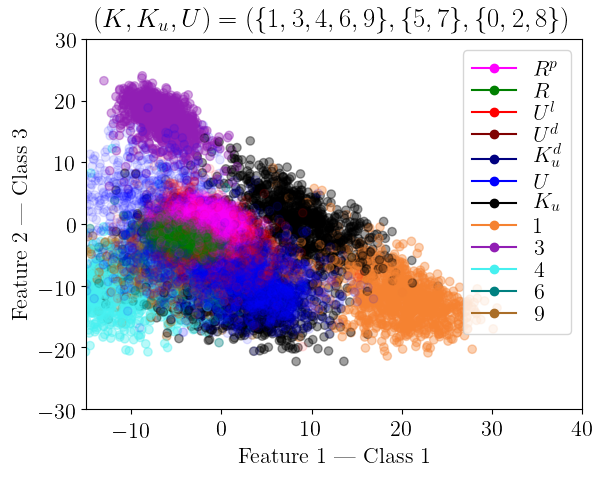 (K, K_u, U) = ({1, 3, 4, 6, 9}, {5, 7}, {0, 2, 8})
30
20
10
0
−10
−20
−30
Feature 2 — Class 3
R^p
R
U^l
U^d
K_u^d
U
K_u
1
3
4
6
9
−10
0
10
20
30
40
Feature 1 — Class 1